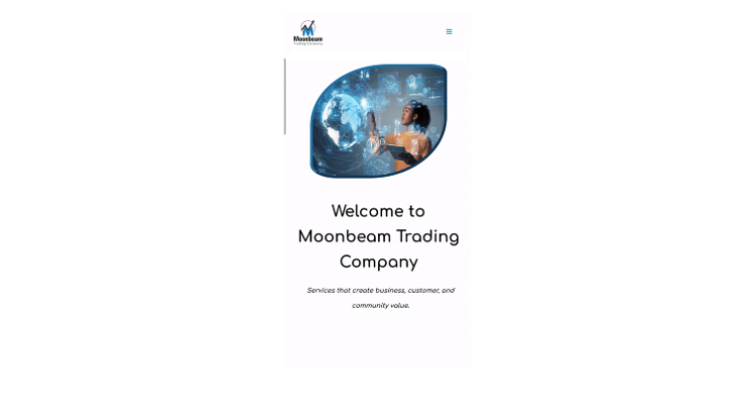 Moonbeam
Trading Company
Welcome to
Moonbeam Trading
Company
Services that create business, customer, and
community value.